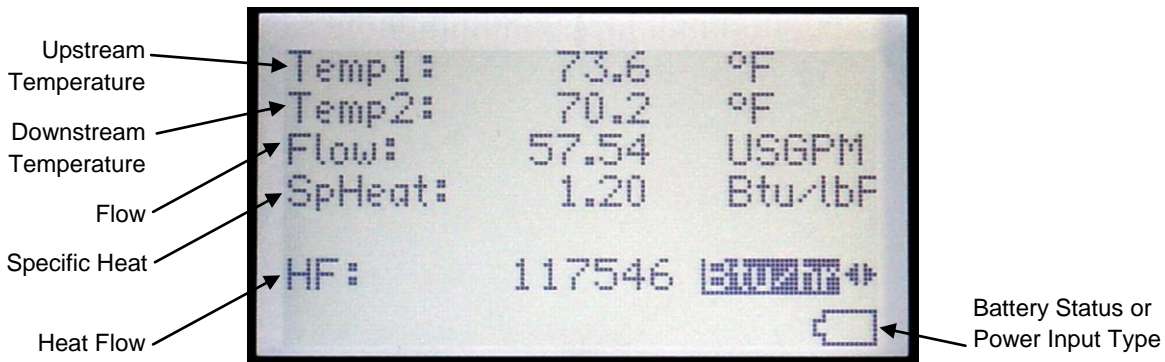 Upstream
Temperature
Downstream
Temperature
Flow
Specific Heat
Heat Flow
Temp1: 73.6 °F
Temp2: 70.2 °F
Flow: 57.54 USGPM
SpHeat: 1.20 Btu/lbF
HF: 117546 Btu/hr
Battery Status or
Power Input Type